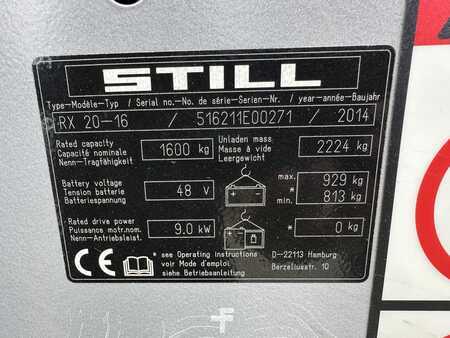 STILL
Type-Modèle-Typ / Serial no.-No. de série-Serien-Nr. / year-année-Baujahr
RX 20-16 / 516211E00271 / 2014
Rated capacity
Capacité nominale
Nenn-Tragfähigkeit
1600 kg
Unladen mass
Masse à vide
Leergewicht
2224 kg
Battery voltage
Tension batterie
Batteriespannung
48 V
max. 929 kg
*
min. 813 kg
Rated drive power
Puissance motr.nom.
Nenn-Antriebsleist.
9.0 kW
* 0 kg
* see Operating instructions
voir Mode d'emploi
siehe Betriebsanleitung
D-22113 Hamburg
Berzeliusstr. 10
CE